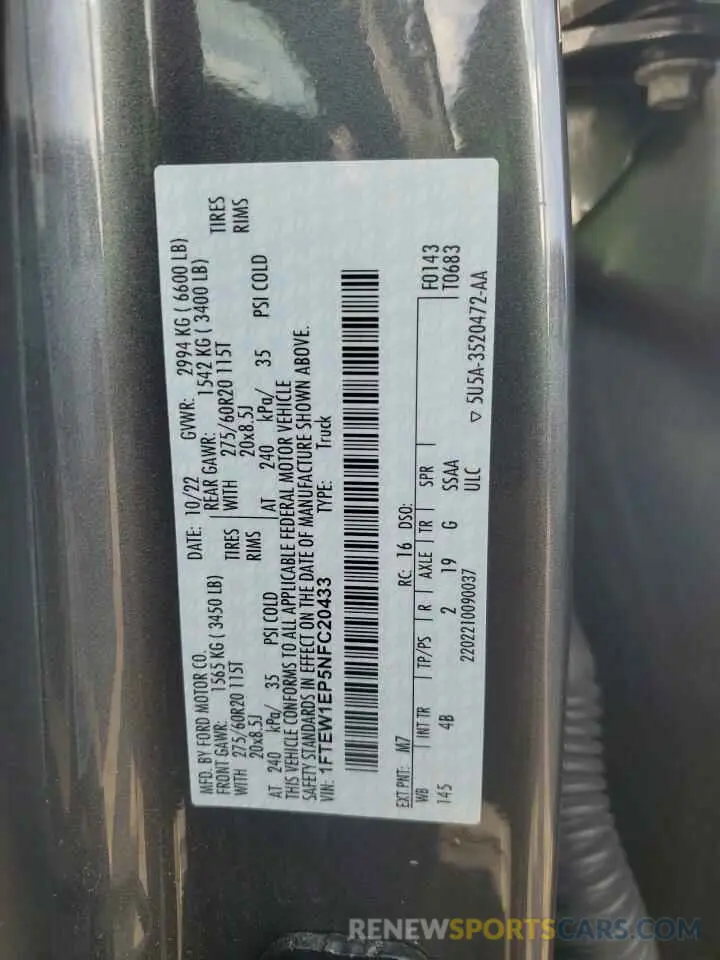 MFD. BY FORD MOTOR CO.
DATE: 10/22 GVWR: 2994 KG ( 6600 LB)
FRONT GAWR: 1565 KG ( 3450 LB)
REAR GAWR: 1542 KG ( 3400 LB)
WITH 275/60R20 115T TIRES
WITH 275/60R20 115T TIRES
20x8.5J RIMS
20x8.5J RIMS
AT 240 kPa/ 35 PSI COLD
AT 240 kPa/ 35 PSI COLD
THIS VEHICLE CONFORMS TO ALL APPLICABLE FEDERAL MOTOR VEHICLE
SAFETY STANDARDS IN EFFECT ON THE DATE OF MANUFACTURE SHOWN ABOVE.
VIN: 1FTEW1EP5NFC20433 TYPE: Truck
EXT PNT: M7 RC: 16 DSO: F0143
WB INT TR TP/PS R AXLE TR SPR T0683
145 4B 2 19 G SSAA
2202210090037 ULC ▽ 5U5A-3520472-AA
RENEWSPORTSCARS.COM